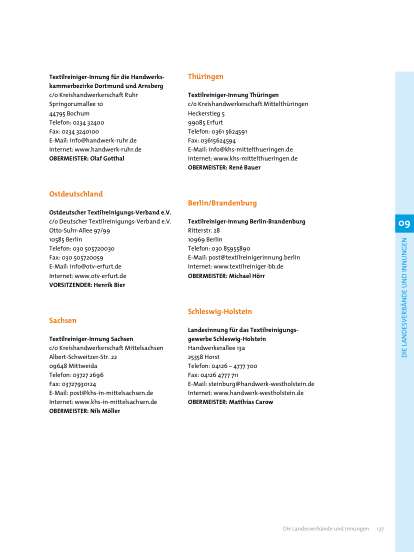 Textilreiniger-Innung für die Handwerks-
kammerbezirke Dortmund und Arnsberg
c/o Kreishandwerkerschaft Ruhr
Springorumallee 10
44795 Bochum
Telefon: 0234 32400
Fax: 0234 3240100
E-Mail: info@handwerk-ruhr.de
Internet: www.handwerk-ruhr.de
OBERMEISTER: Olaf Gotthal
Ostdeutschland
Ostdeutscher Textilreinigungs-Verband e.V.
c/o Deutscher Textilreinigungs-Verband e.V.
Otto-Suhr-Allee 97/99
10585 Berlin
Telefon: 030 505720030
Fax: 030 505720059
E-Mail: info@otv-erfurt.de
Internet: www.otv-erfurt.de
VORSITZENDER: Henrik Bier
Sachsen
Textilreiniger-Innung Sachsen
c/o Kreishandwerkerschaft Mittelsachsen
Albert-Schweitzer-Str. 22
09648 Mittweida
Telefon: 03727 2696
Fax: 03727930124
E-Mail: post@khs-in-mittelsachsen.de
Internet: www.khs-in-mittelsachsen.de
OBERMEISTER: Nils Möller
Thüringen
Textilreiniger-Innung Thüringen
c/o Kreishandwerkerschaft Mittelthüringen
Heckerstieg 5
99085 Erfurt
Telefon: 0361 5624591
Fax: 03615624594
E-Mail: info@khs-mittelthueringen.de
Internet: www.khs-mittelthueringen.de
OBERMEISTER: René Bauer
Berlin/Brandenburg
Textilreiniger-Innung Berlin-Brandenburg
Ritterstr. 28
10969 Berlin
Telefon: 030 85955890
E-Mail: post@textilreinigerinnung.berlin
Internet: www.textilreiniger-bb.de
OBERMEISTER: Michael Hörr
Schleswig-Holstein
Landesinnung für das Textilreinigungs-
gewerbe Schleswig-Holstein
Handwerksallee 13a
25358 Horst
Telefon: 04126 – 4777 700
Fax: 04126 4777 711
E-Mail: steinburg@handwerk-westholstein.de
Internet: www.handwerk-westholstein.de
OBERMEISTER: Matthias Carow
09
DIE LANDESVERBÄNDE UND INNUNGEN
Die Landesverbände und Innungen 137